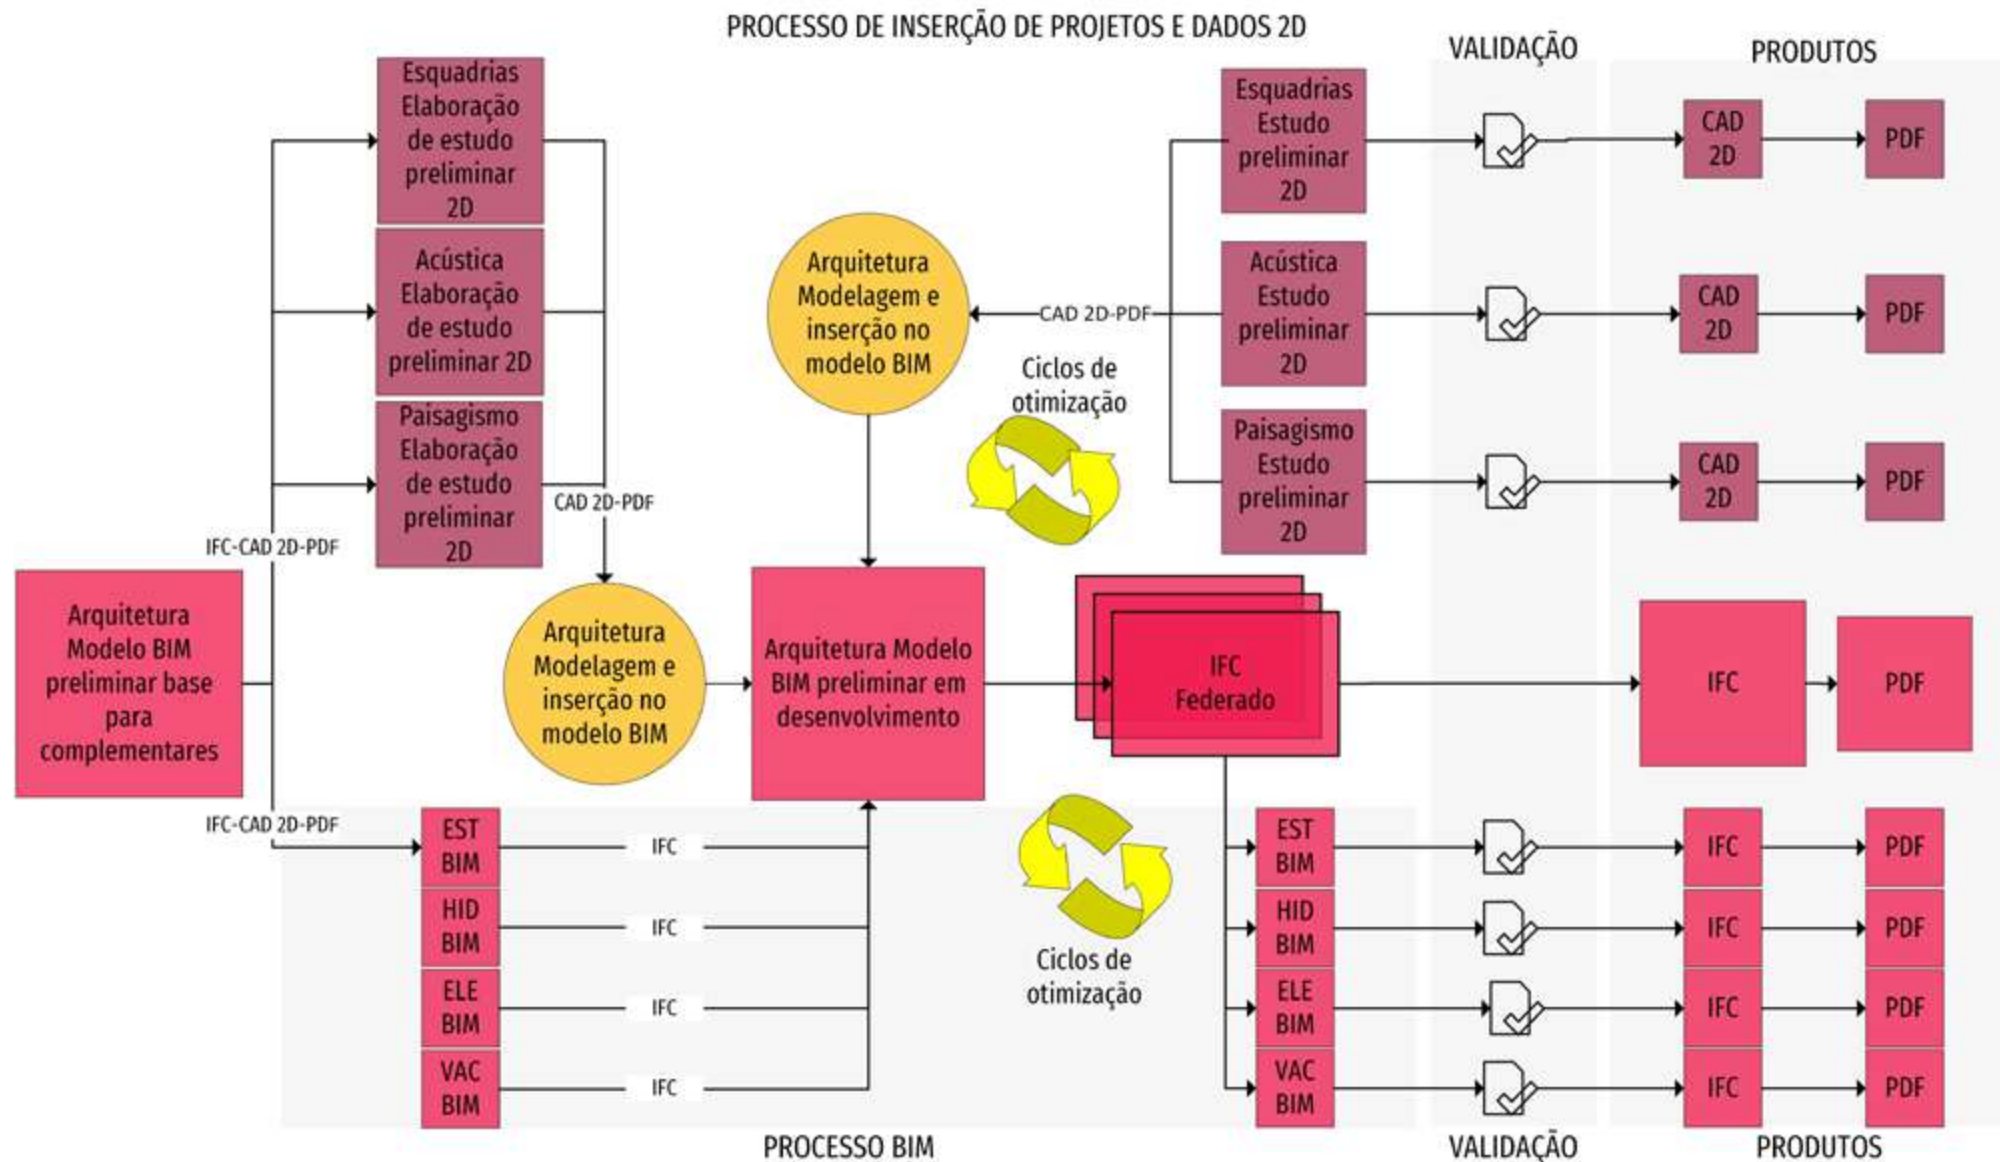 PROCESSO DE INSERÇÃO DE PROJETOS E DADOS 2D
VALIDAÇÃO
PRODUTOS
Esquadrias
Elaboração
de estudo
preliminar
2D
Acústica
Elaboração
de estudo
preliminar 2D
Paisagismo
Elaboração
de estudo
preliminar
2D
CAD 2D-PDF
IFC-CAD 2D-PDF
Arquitetura
Modelo BIM
preliminar base
para
complementares
IFC-CAD 2D-PDF
Arquitetura
Modelagem e
inserção no
modelo BIM
Arquitetura
Modelagem e
inserção no
modelo BIM
CAD 2D-PDF
Ciclos de
otimização
Arquitetura Modelo
BIM preliminar em
desenvolvimento
IFC
Federado
Esquadrias
Estudo
preliminar
2D
CAD
2D
PDF
Acústica
Estudo
preliminar
2D
CAD
2D
PDF
Paisagismo
Estudo
preliminar
2D
CAD
2D
PDF
IFC
PDF
EST
BIM
IFC
HID
BIM
IFC
ELE
BIM
IFC
VAC
BIM
IFC
Ciclos de
otimização
EST
BIM
IFC
PDF
HID
BIM
IFC
PDF
ELE
BIM
IFC
PDF
VAC
BIM
IFC
PDF
PROCESSO BIM
VALIDAÇÃO
PRODUTOS